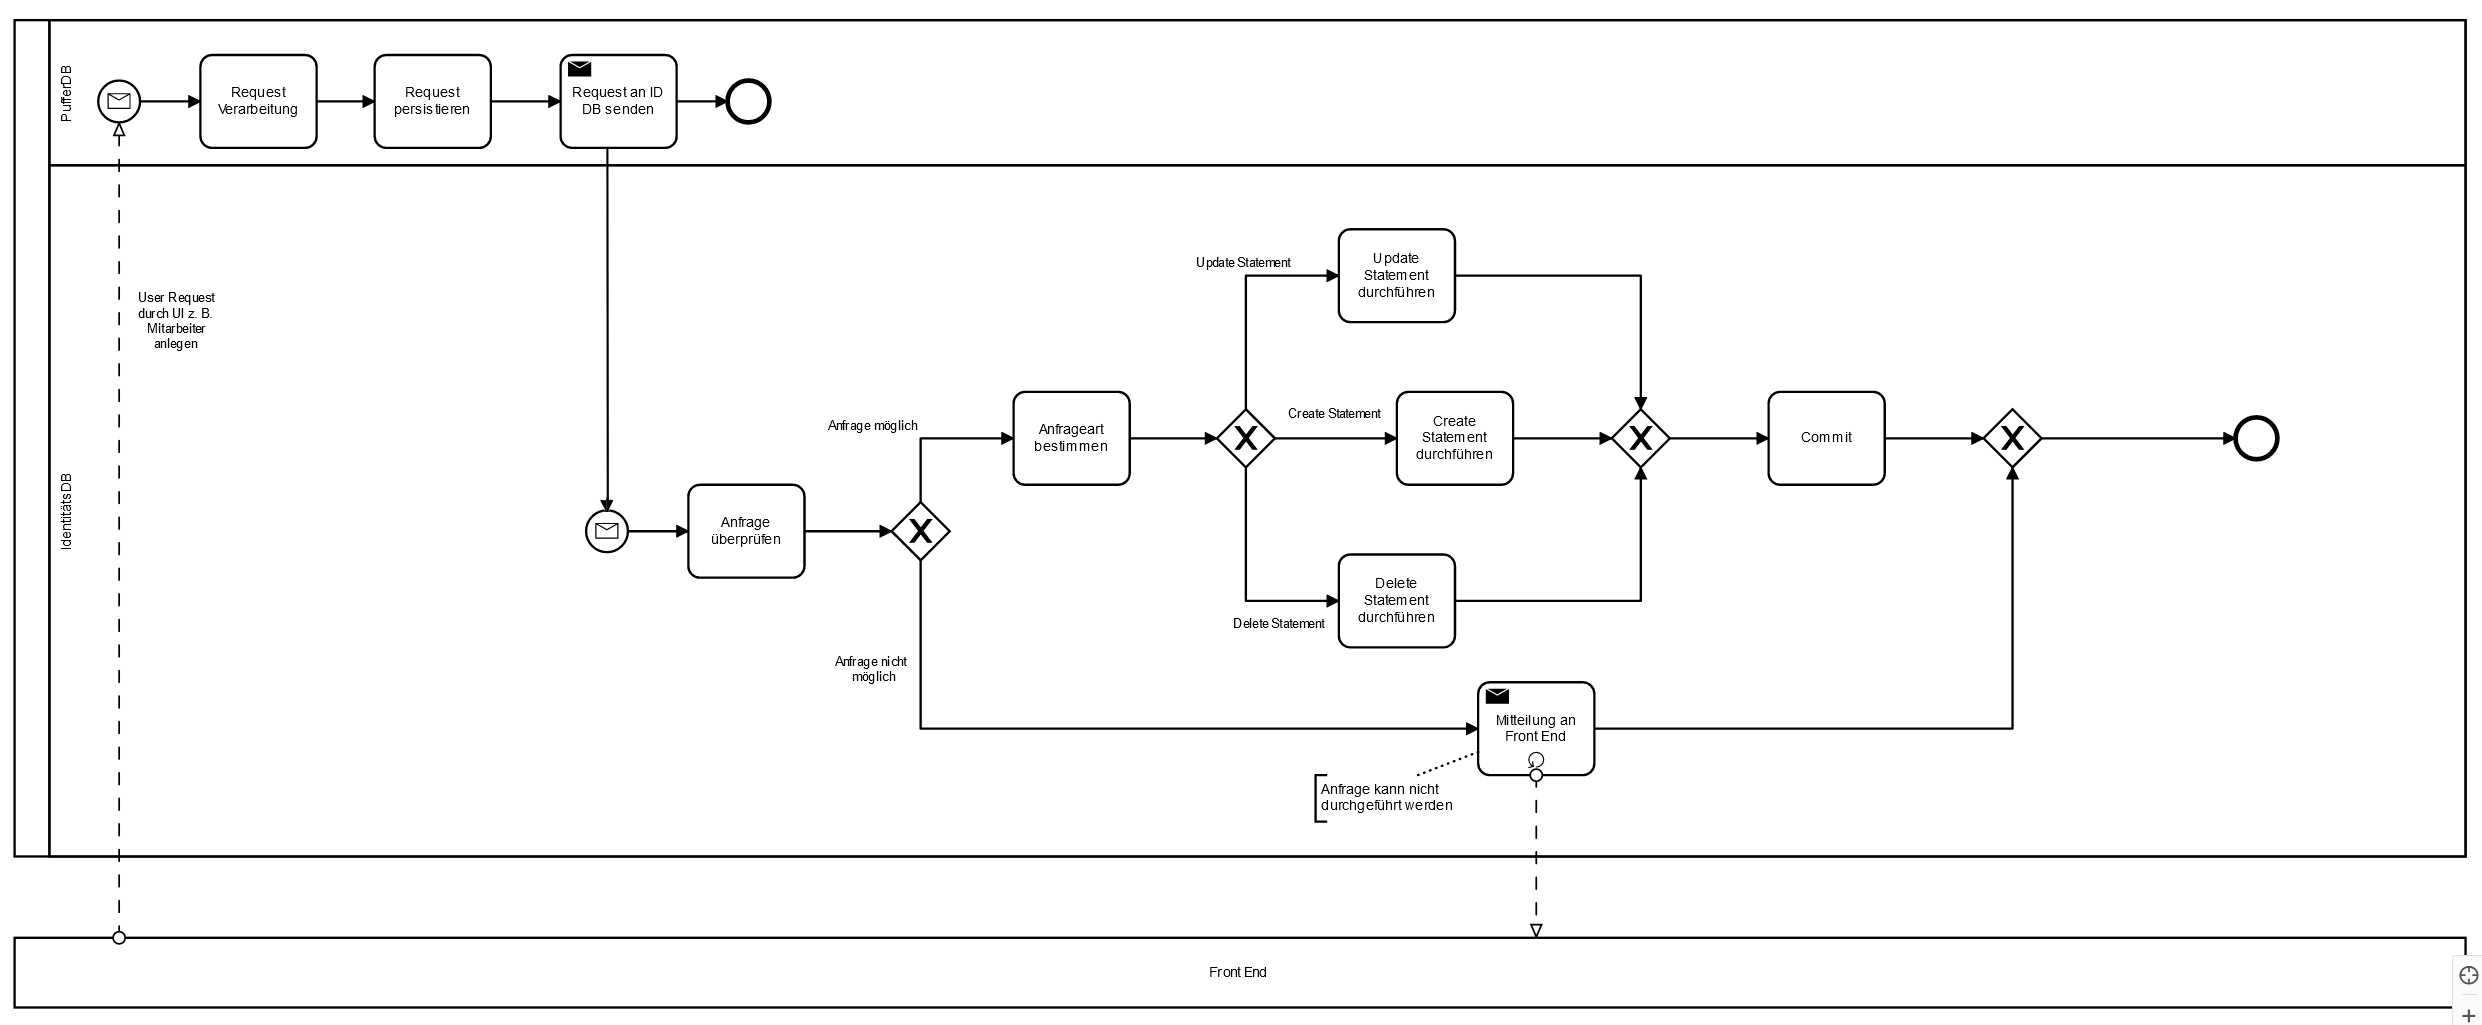 PufferDB
Request
Verarbeitung
Request
persistieren
Request an ID
DB senden
User Request
durch UI z. B.
Mitarbeiter
anlegen
IdentitätsDB
Anfrage
überprüfen
Anfrage möglich
Anfrage nicht
möglich
Anfrageart
bestimmen
Update Statement
Update
Statement
durchführen
Create Statement
Create
Statement
durchführen
Delete Statement
Delete
Statement
durchführen
Commit
Mitteilung an
Front End
Anfrage kann nicht
durchgeführt werden
Front End